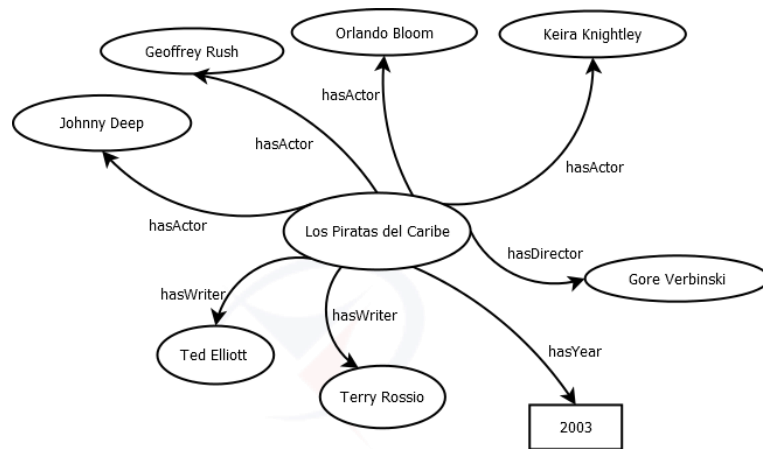 Orlando Bloom
Keira Knightley
Geoffrey Rush
hasActor
Johnny Deep
hasActor
hasActor
hasActor
Los Piratas del Caribe
hasDirector
Gore Verbinski
hasWriter
hasWriter
Ted Elliott
hasYear
Terry Rossio
2003